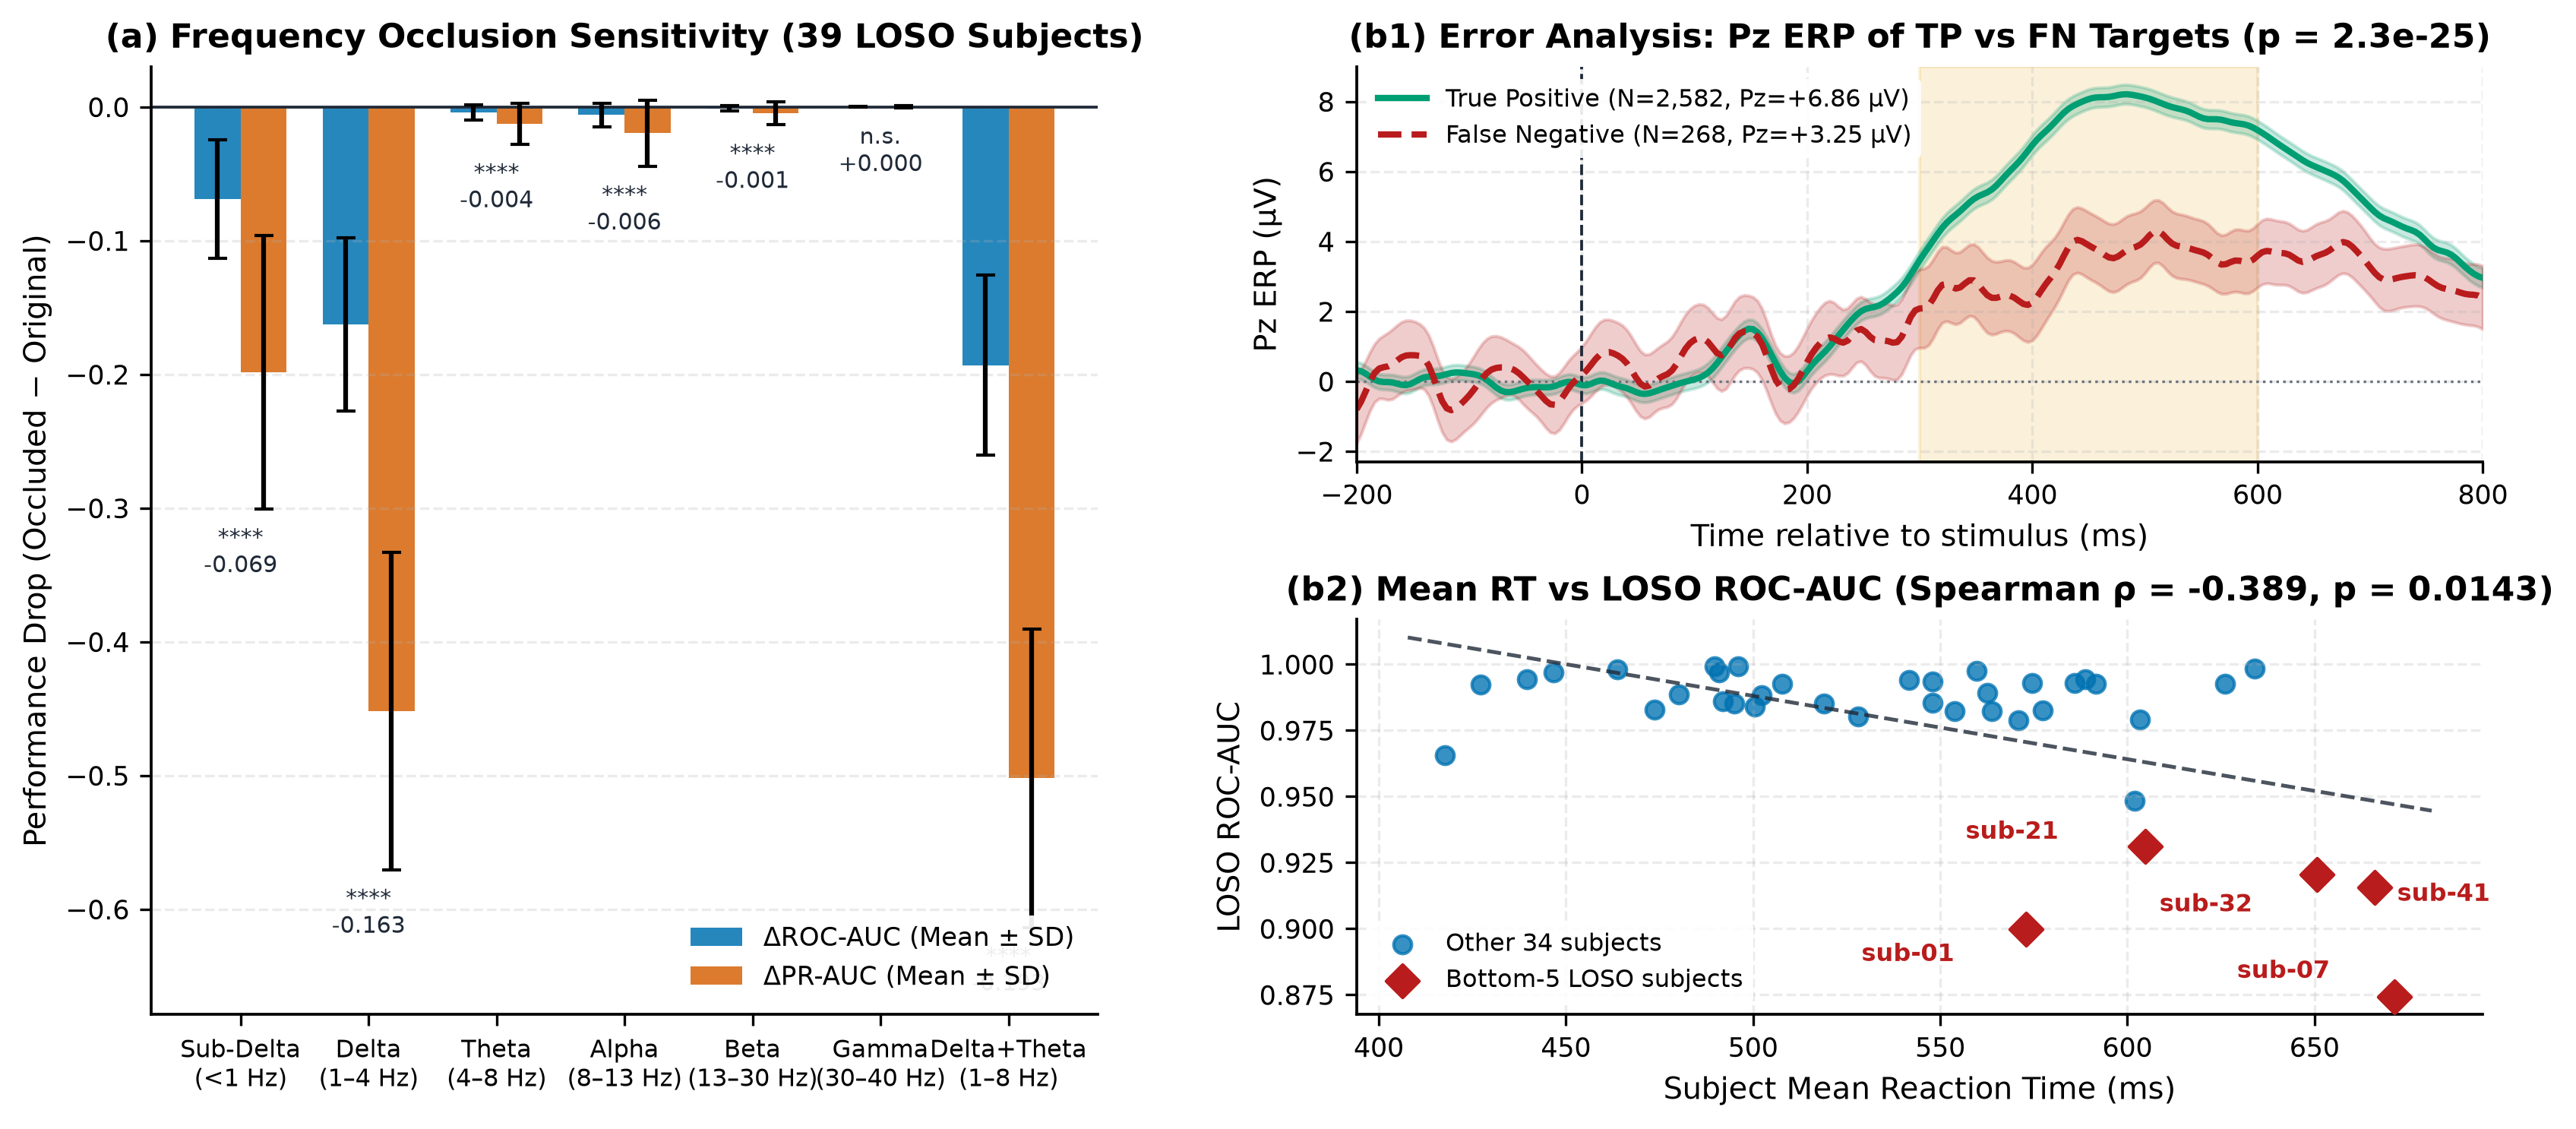 (a) Frequency Occlusion Sensitivity (39 LOSO Subjects)
Performance Drop (Occluded − Original)
0.0
−0.1
−0.2
−0.3
−0.4
−0.5
−0.6
****
-0.069
****
-0.163
****
-0.004
****
-0.006
****
-0.001
n.s.
+0.000
****
ΔROC-AUC (Mean ± SD)
ΔPR-AUC (Mean ± SD)
Sub-Delta
(<1 Hz)
Delta
(1–4 Hz)
Theta
(4–8 Hz)
Alpha
(8–13 Hz)
Beta
(13–30 Hz)
Gamma
(30–40 Hz)
Delta+Theta
(1–8 Hz)
(b1) Error Analysis: Pz ERP of TP vs FN Targets (p = 2.3e-25)
Pz ERP (µV)
8
6
4
2
0
−2
True Positive (N=2,582, Pz=+6.86 µV)
False Negative (N=268, Pz=+3.25 µV)
−200
0
200
400
600
800
Time relative to stimulus (ms)
(b2) Mean RT vs LOSO ROC-AUC (Spearman ρ = -0.389, p = 0.0143)
LOSO ROC-AUC
1.000
0.975
0.950
0.925
0.900
0.875
sub-21
sub-32
sub-41
sub-01
sub-07
Other 34 subjects
Bottom-5 LOSO subjects
400
450
500
550
600
650
Subject Mean Reaction Time (ms)